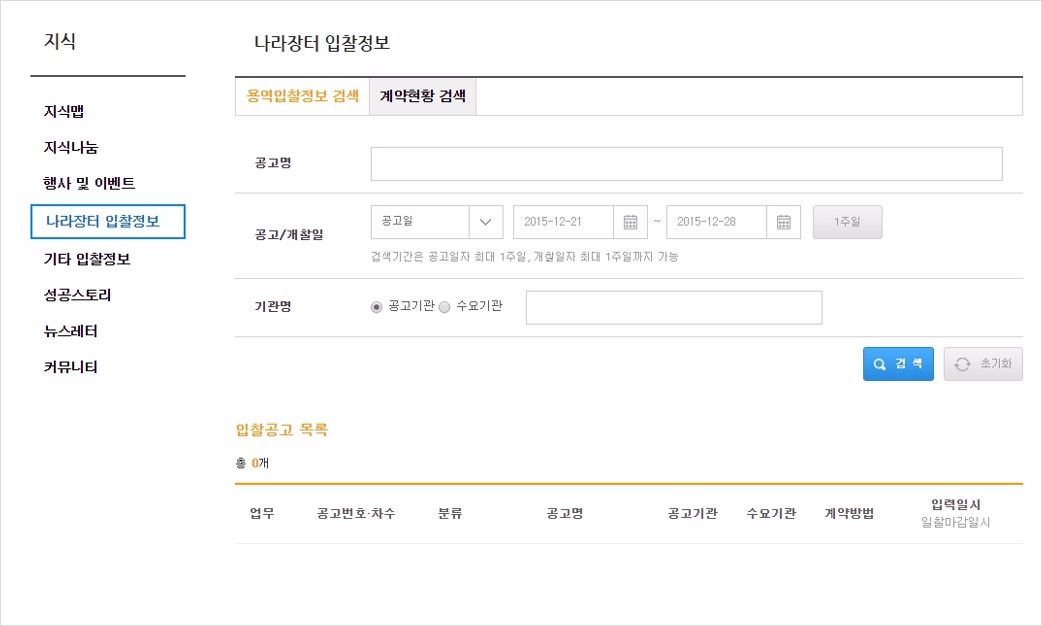 지식
나라장터 입찰정보
지식맵
지식나눔
행사 및 이벤트
나라장터 입찰정보
기타 입찰정보
성공스토리
뉴스레터
커뮤니티
용역입찰정보 검색
계약현황 검색
공고명
공고/개찰일
공고일
2015-12-21
~
2015-12-28
1주일
검색기간은 공고일자 최대 1주일, 개찰일자 최대 1주일까지 가능
기관명
공고기관
수요기관
검 색
초기화
입찰공고 목록
총 0개
업무
공고번호·차수
분류
공고명
공고기관
수요기관
계약방법
입력일시
일찰마감일시